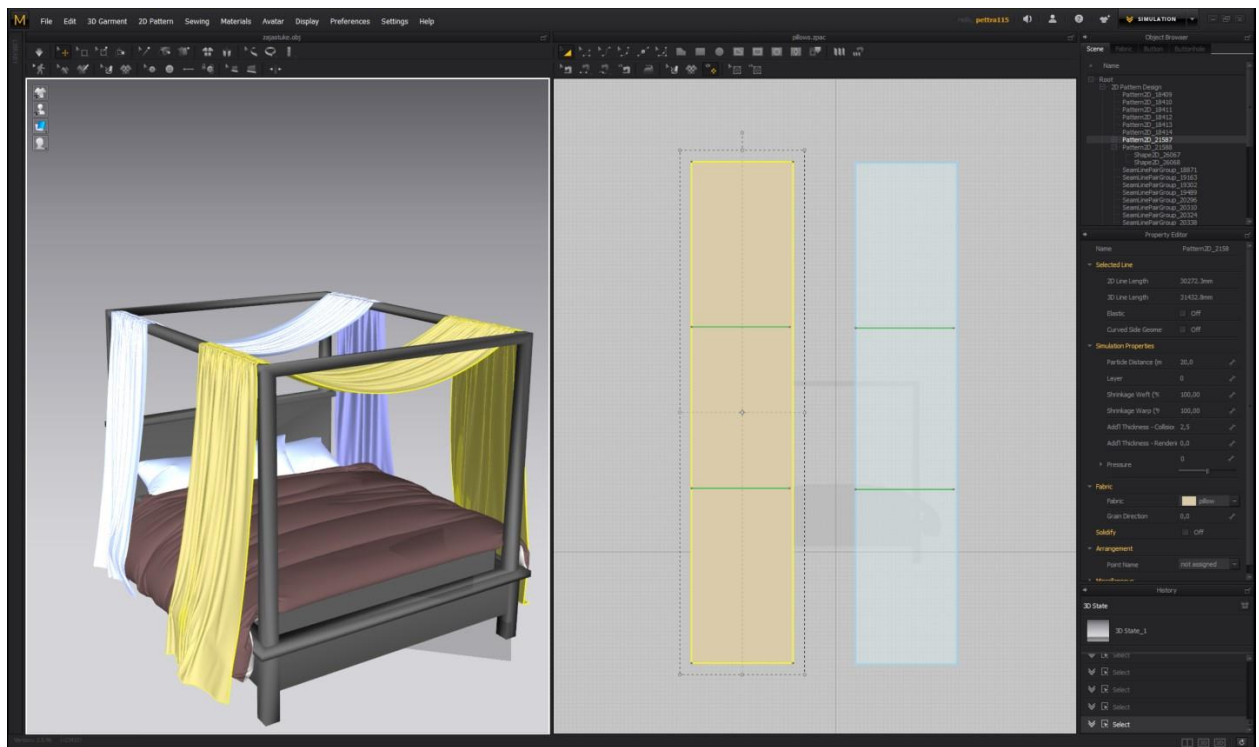 M File Edit 3D Garment 2D Pattern Sewing Materials Avatar Display Preferences Settings Help
pettra115
SIMULATION
zajastuke.obj
pillows.zpac
Object Browser
Scene Fabric Button Buttonhole
Name
Root
2D Pattern Design
Pattern2D_18409
Pattern2D_18410
Pattern2D_18411
Pattern2D_18412
Pattern2D_18413
Pattern2D_18414
Pattern2D_21587
Pattern2D_21588
Shape2D_26067
Shape2D_26068
SeamLinePairGroup_18871
SeamLinePairGroup_19163
SeamLinePairGroup_19302
SeamLinePairGroup_19489
SeamLinePairGroup_20296
SeamLinePairGroup_20310
SeamLinePairGroup_20324
SeamLinePairGroup_20338
Property Editor
Name Pattern2D_2158
Selected Line
2D Line Length 30272.3mm
3D Line Length 31432.8mm
Elastic Off
Curved Side Geome Off
Simulation Properties
Particle Distance (m 20,0
Layer 0
Shrinkage Weft (% 100,00
Shrinkage Warp (% 100,00
Add'l Thickness - Collisio 2,5
Add'l Thickness - Renderi 0,0
0
Pressure
Fabric
Fabric pillow
Grain Direction 0,0
Solidify Off
Arrangement
Point Name not assigned
Miscellaneous
History
3D State
3D State_1
Select
Select
Select
Select
Select